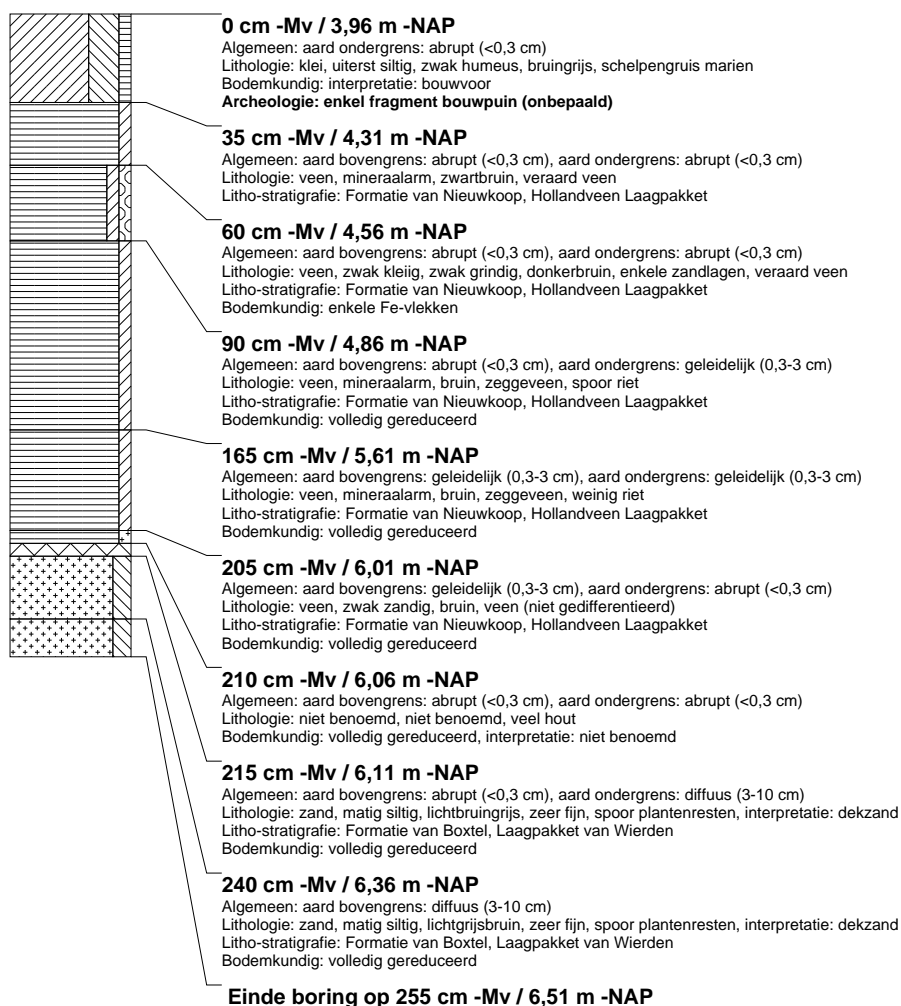 0 cm -Mv / 3,96 m -NAP
Algemeen: aard ondergrens: abrupt (<0,3 cm)
Lithologie: klei, uiterst siltig, zwak humeus, bruingrijs, schelpengruis marien
Bodemkundig: interpretatie: bouwvoor
Archeologie: enkel fragment bouwpuin (onbepaald)
35 cm -Mv / 4,31 m -NAP
Algemeen: aard bovengrens: abrupt (<0,3 cm), aard ondergrens: abrupt (<0,3 cm)
Lithologie: veen, mineraalarm, zwartbruin, veraard veen
Litho-stratigrafie: Formatie van Nieuwkoop, Hollandveen Laagpakket
60 cm -Mv / 4,56 m -NAP
Algemeen: aard bovengrens: abrupt (<0,3 cm), aard ondergrens: abrupt (<0,3 cm)
Lithologie: veen, zwak kleiig, zwak grindig, donkerbruin, enkele zandlagen, veraard veen
Litho-stratigrafie: Formatie van Nieuwkoop, Hollandveen Laagpakket
Bodemkundig: enkele Fe-vlekken
90 cm -Mv / 4,86 m -NAP
Algemeen: aard bovengrens: abrupt (<0,3 cm), aard ondergrens: geleidelijk (0,3-3 cm)
Lithologie: veen, mineraalarm, bruin, zeggeveen, spoor riet
Litho-stratigrafie: Formatie van Nieuwkoop, Hollandveen Laagpakket
Bodemkundig: volledig gereduceerd
165 cm -Mv / 5,61 m -NAP
Algemeen: aard bovengrens: geleidelijk (0,3-3 cm), aard ondergrens: geleidelijk (0,3-3 cm)
Lithologie: veen, mineraalarm, bruin, zeggeveen, weinig riet
Litho-stratigrafie: Formatie van Nieuwkoop, Hollandveen Laagpakket
Bodemkundig: volledig gereduceerd
205 cm -Mv / 6,01 m -NAP
Algemeen: aard bovengrens: geleidelijk (0,3-3 cm), aard ondergrens: abrupt (<0,3 cm)
Lithologie: veen, zwak zandig, bruin, veen (niet gedifferentieerd)
Litho-stratigrafie: Formatie van Nieuwkoop, Hollandveen Laagpakket
Bodemkundig: volledig gereduceerd
210 cm -Mv / 6,06 m -NAP
Algemeen: aard bovengrens: abrupt (<0,3 cm), aard ondergrens: abrupt (<0,3 cm)
Lithologie: niet benoemd, niet benoemd, veel hout
Bodemkundig: volledig gereduceerd, interpretatie: niet benoemd
215 cm -Mv / 6,11 m -NAP
Algemeen: aard bovengrens: abrupt (<0,3 cm), aard ondergrens: diffuus (3-10 cm)
Lithologie: zand, matig siltig, lichtbruingrijs, zeer fijn, spoor plantenresten, interpretatie: dekzand
Litho-stratigrafie: Formatie van Boxtel, Laagpakket van Wierden
Bodemkundig: volledig gereduceerd
240 cm -Mv / 6,36 m -NAP
Algemeen: aard bovengrens: diffuus (3-10 cm)
Lithologie: zand, matig siltig, lichtgrijsbruin, zeer fijn, spoor plantenresten, interpretatie: dekzand
Litho-stratigrafie: Formatie van Boxtel, Laagpakket van Wierden
Bodemkundig: volledig gereduceerd
Einde boring op 255 cm -Mv / 6,51 m -NAP